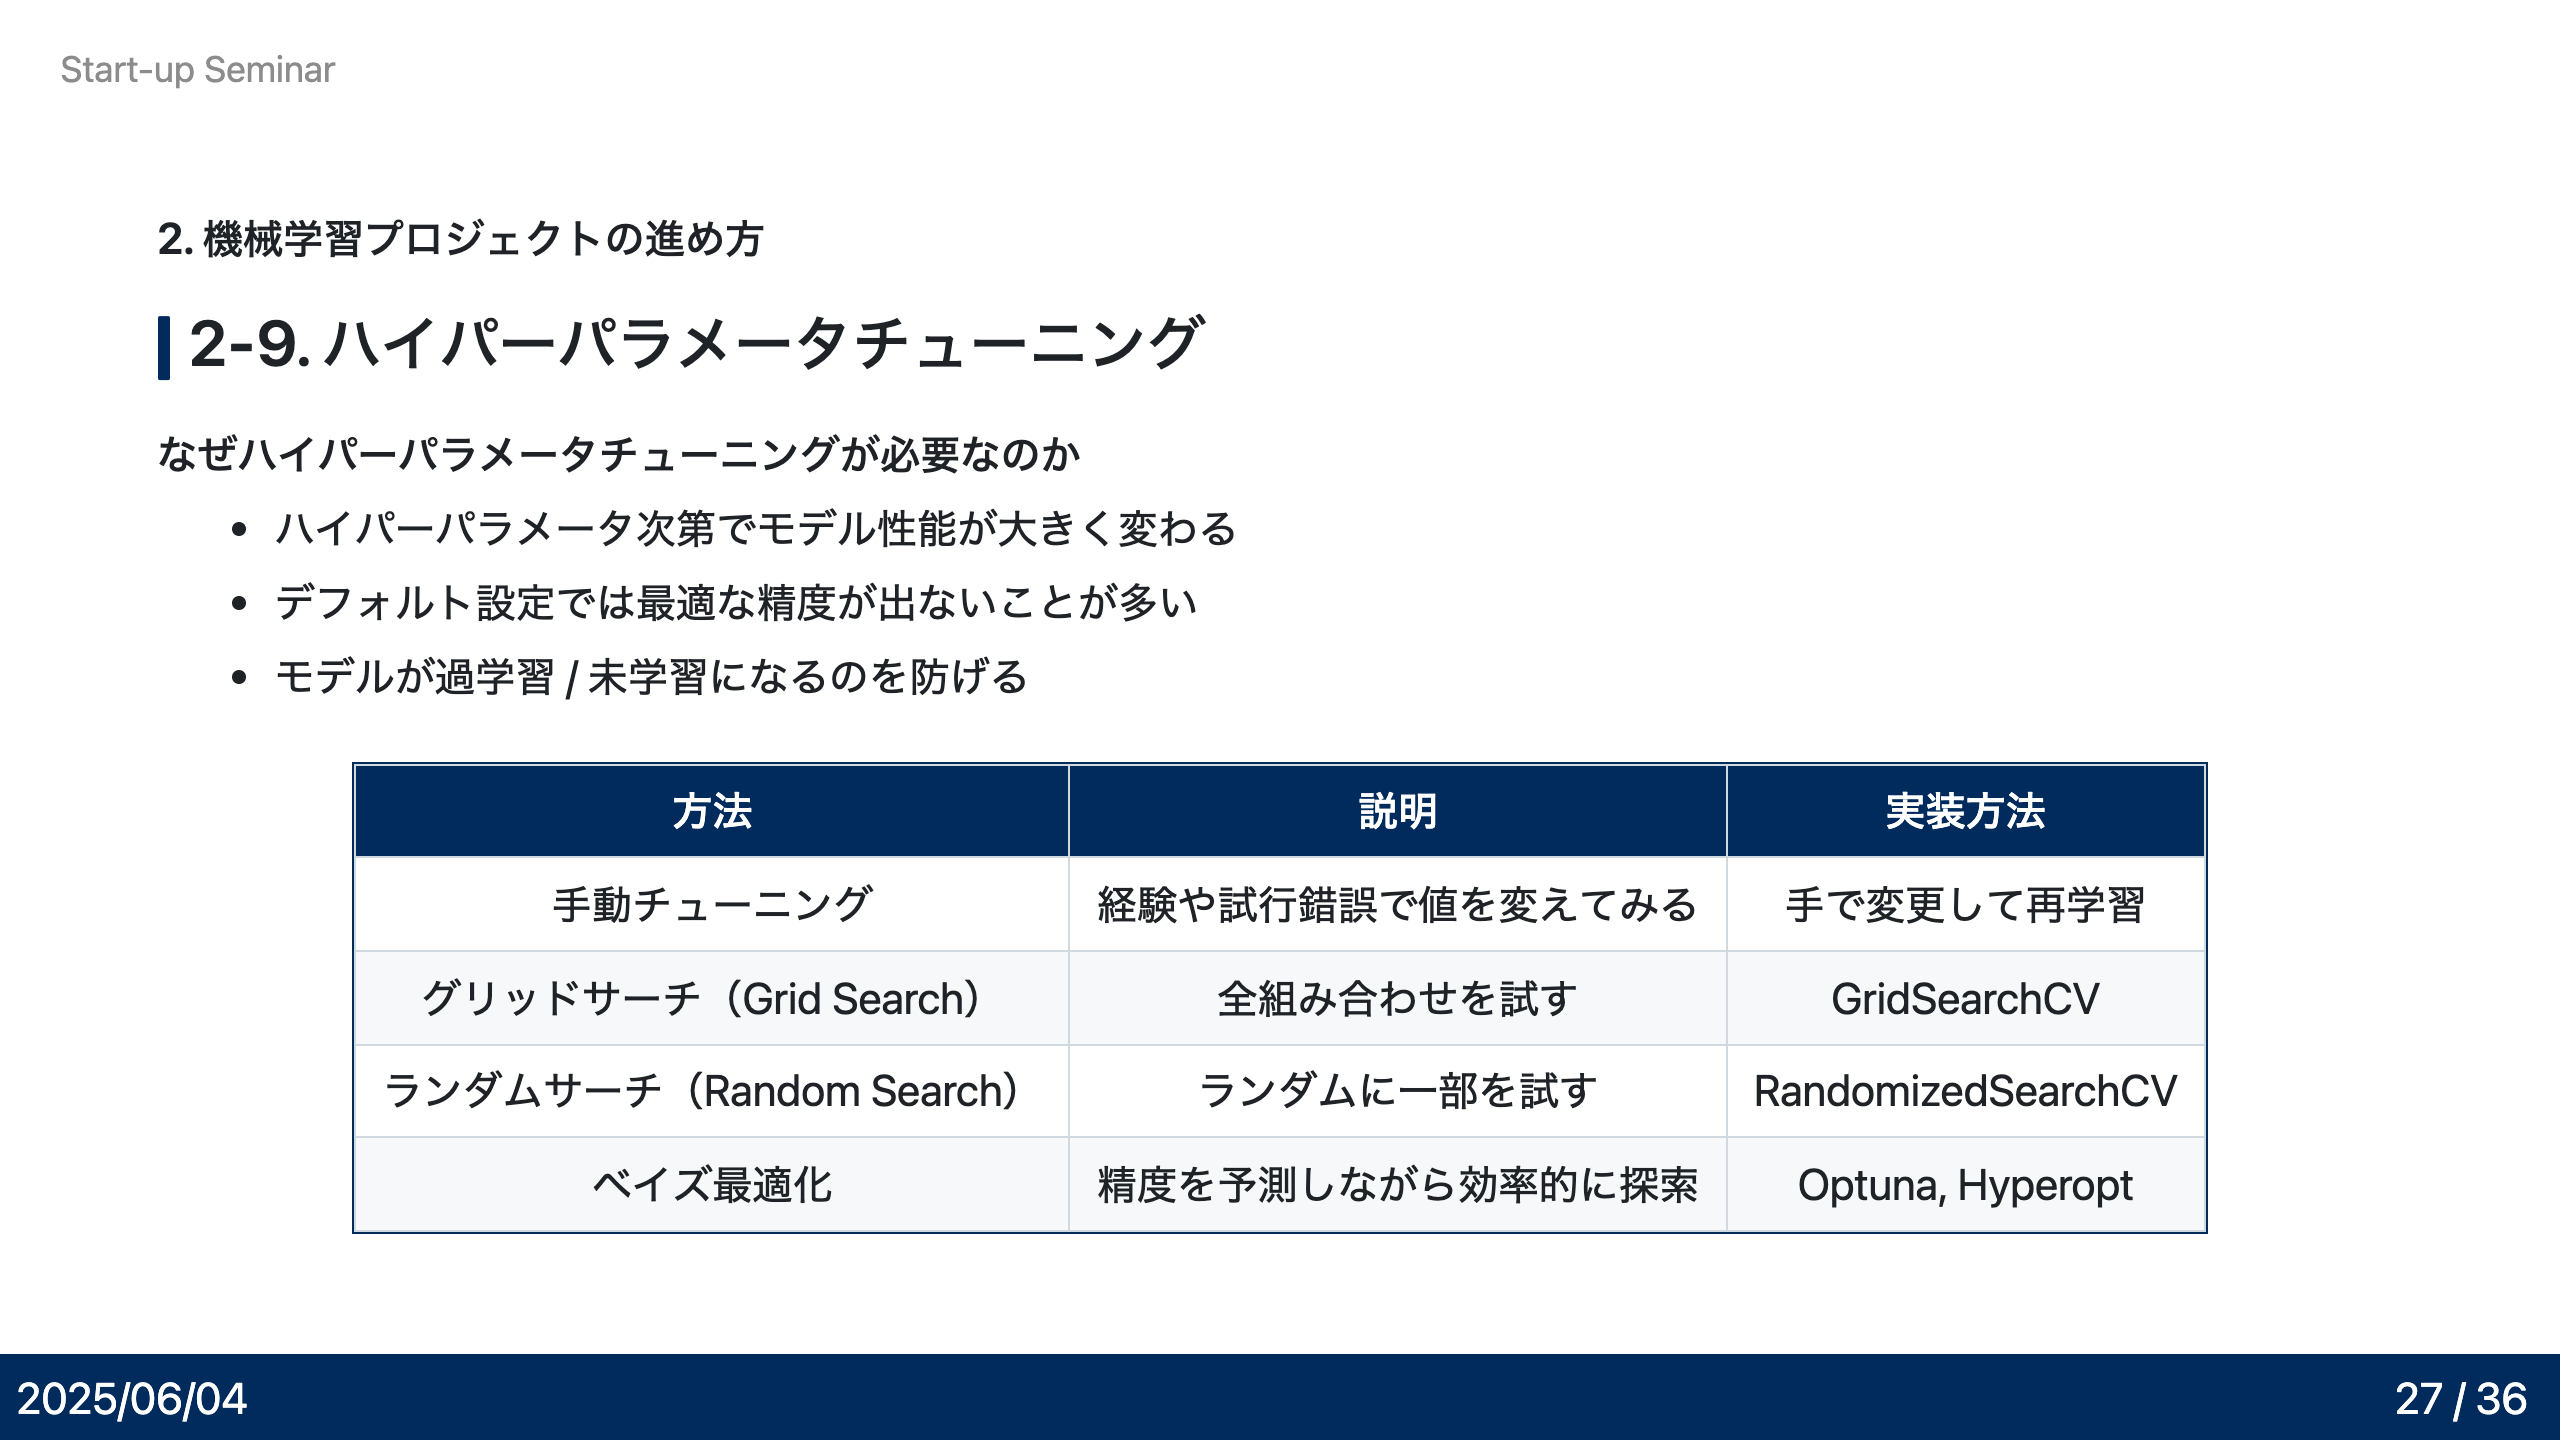 Start-up Seminar
2. 機械学習プロジェクトの進め方
2-9. ハイパーパラメータチューニング
なぜハイパーパラメータチューニングが必要なのか
• ハイパーパラメータ次第でモデル性能が大きく変わる
• デフォルト設定では最適な精度が出ないことが多い
• モデルが過学習 / 未学習になるのを防げる
方法 説明 実装方法
手動チューニング 経験や試行錯誤で値を変えてみる 手で変更して再学習
グリッドサーチ（Grid Search） 全組み合わせを試す GridSearchCV
ランダムサーチ（Random Search） ランダムに一部を試す RandomizedSearchCV
ベイズ最適化 精度を予測しながら効率的に探索 Optuna, Hyperopt
2025/06/04
27 / 36